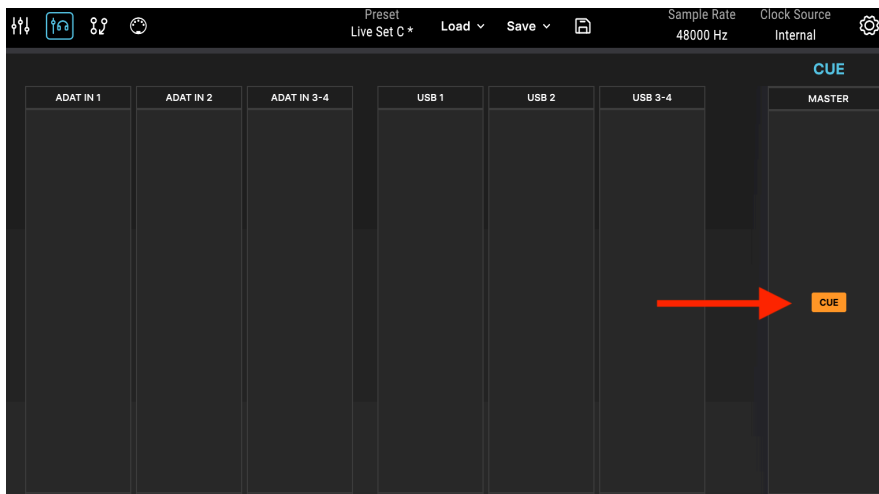 Preset
Live Set C *
Load
Save
Sample Rate
48000 Hz
Clock Source
Internal
CUE
ADAT IN 1
ADAT IN 2
ADAT IN 3-4
USB 1
USB 2
USB 3-4
MASTER
CUE